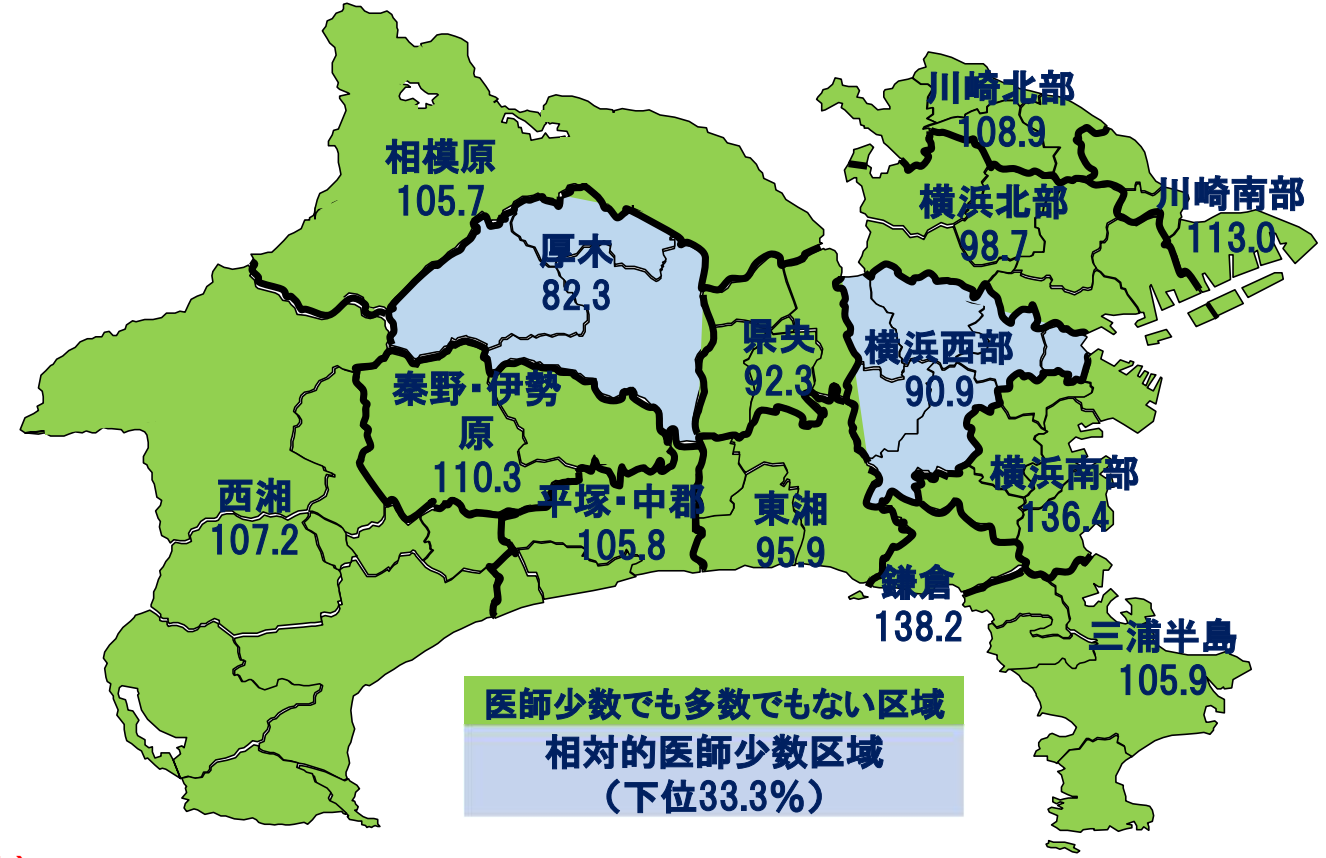 川崎北部
108.9
相模原
105.7
横浜北部
98.7
川崎南部
113.0
厚木
82.3
県央
92.3
横浜西部
90.9
秦野・伊勢
原
110.3
西湘
107.2
平塚・中郡
105.8
東湘
95.9
横浜南部
136.4
鎌倉
138.2
三浦半島
105.9
医師少数でも多数でもない区域
相対的医師少数区域
（下位33.3%）